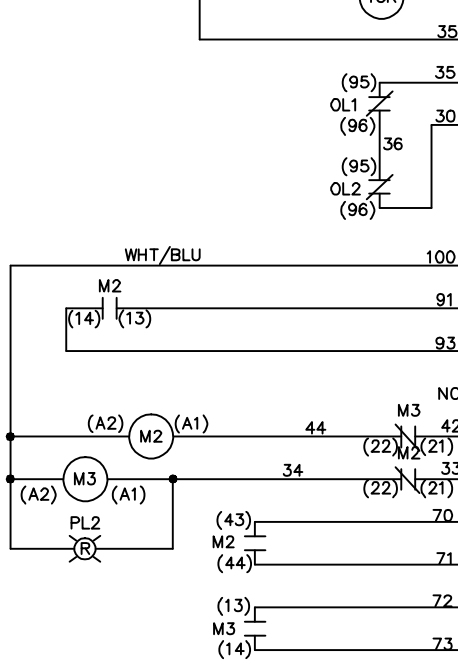 35
(95) 35
OL1
(96) 30
36
(95)
OL2
(96)
WHT/BLU 100
M2 91
(14) (13)
93
M3
(A2) M2 (A1) 44 42
(22) (21)
M2
M3 34 33
(A2) (A1) (22) (21)
PL2
R
(43) 70
M2
(44) 71
(13) 72
M3
(14) 73